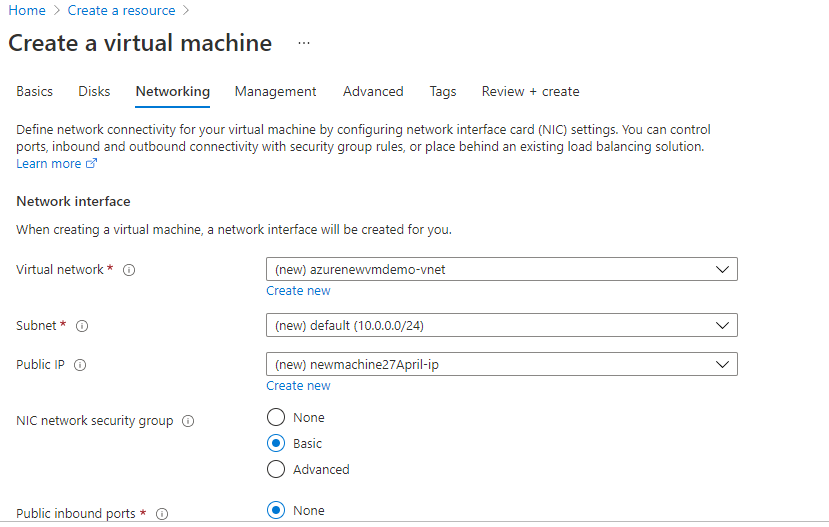 Home > Create a resource >
Create a virtual machine ...
Basics Disks Networking Management Advanced Tags Review + create
Define network connectivity for your virtual machine by configuring network interface card (NIC) settings. You can control
ports, inbound and outbound connectivity with security group rules, or place behind an existing load balancing solution.
Learn more
Network interface
When creating a virtual machine, a network interface will be created for you.
Virtual network * (new) azurenewvmdemo-vnet
Create new
Subnet * (new) default (10.0.0.0/24)
Public IP (new) newmachine27April-ip
Create new
NIC network security group None
Basic
Advanced
Public inbound ports * None